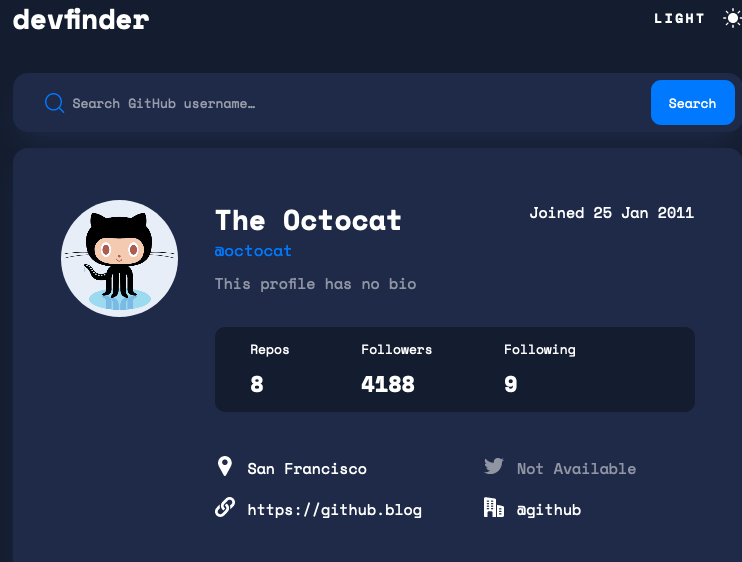 devfinder
LIGHT
Search GitHub username…
Search
The Octocat
Joined 25 Jan 2011
@octocat
This profile has no bio
Repos Followers Following
8 4188 9
San Francisco
Not Available
https://github.blog
@github